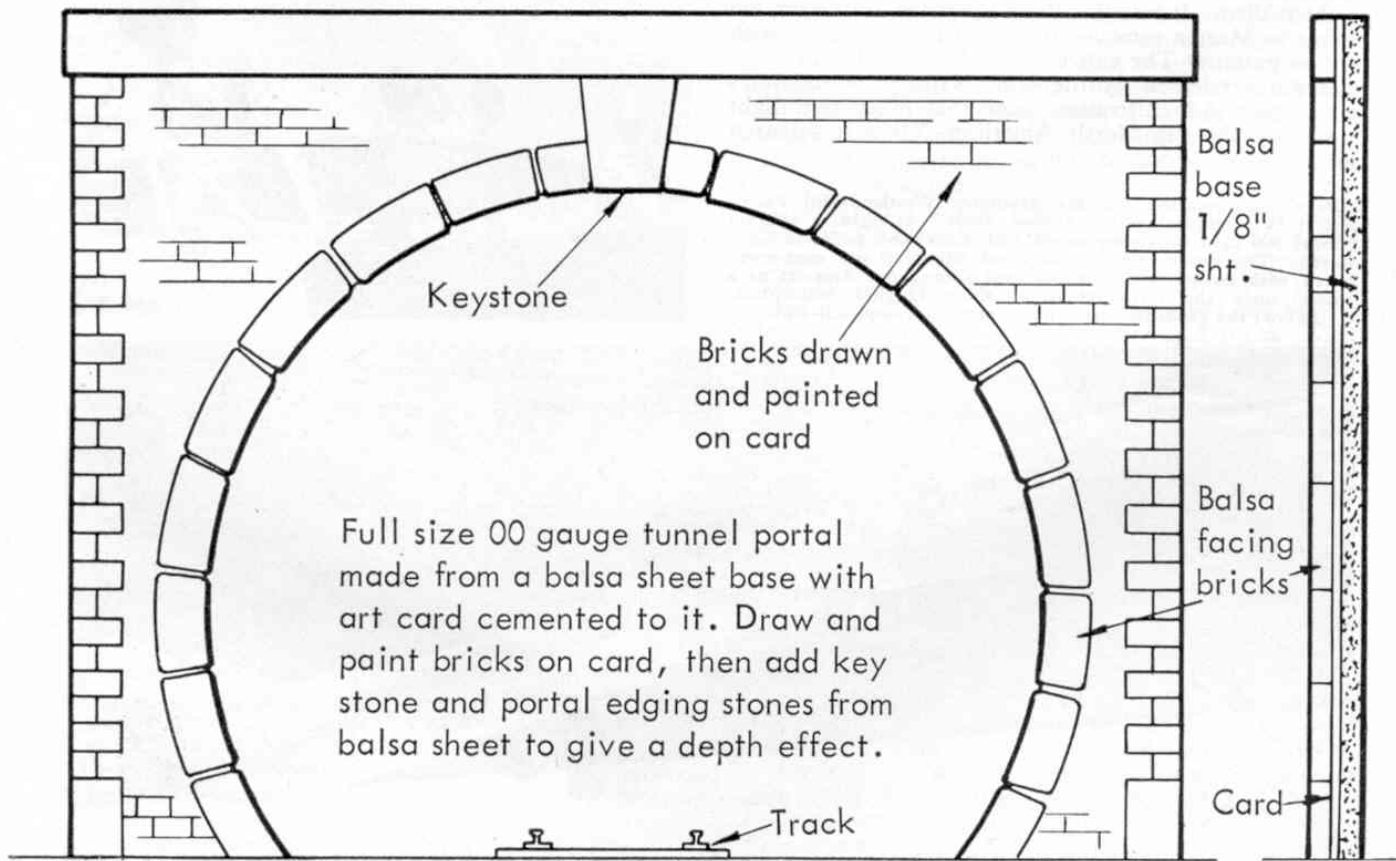 Balsa
base
1/8"
sht.
Keystone
Bricks drawn
and painted
on card
Balsa
facing
bricks
Full size 00 gauge tunnel portal
made from a balsa sheet base with
art card cemented to it. Draw and
paint bricks on card, then add key
stone and portal edging stones from
balsa sheet to give a depth effect.
Card
Track